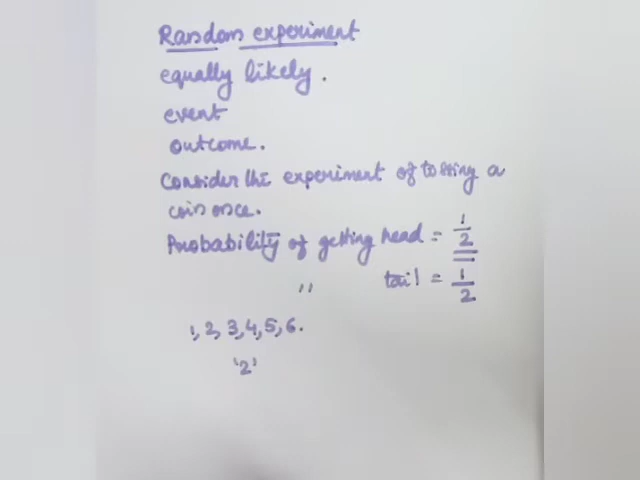 Random experiment
equally likely.
event
outcome.
Consider the experiment of tossing a
coin once.
Probability of getting head = 1/2
" tail = 1/2
1, 2, 3, 4, 5, 6.
'2'